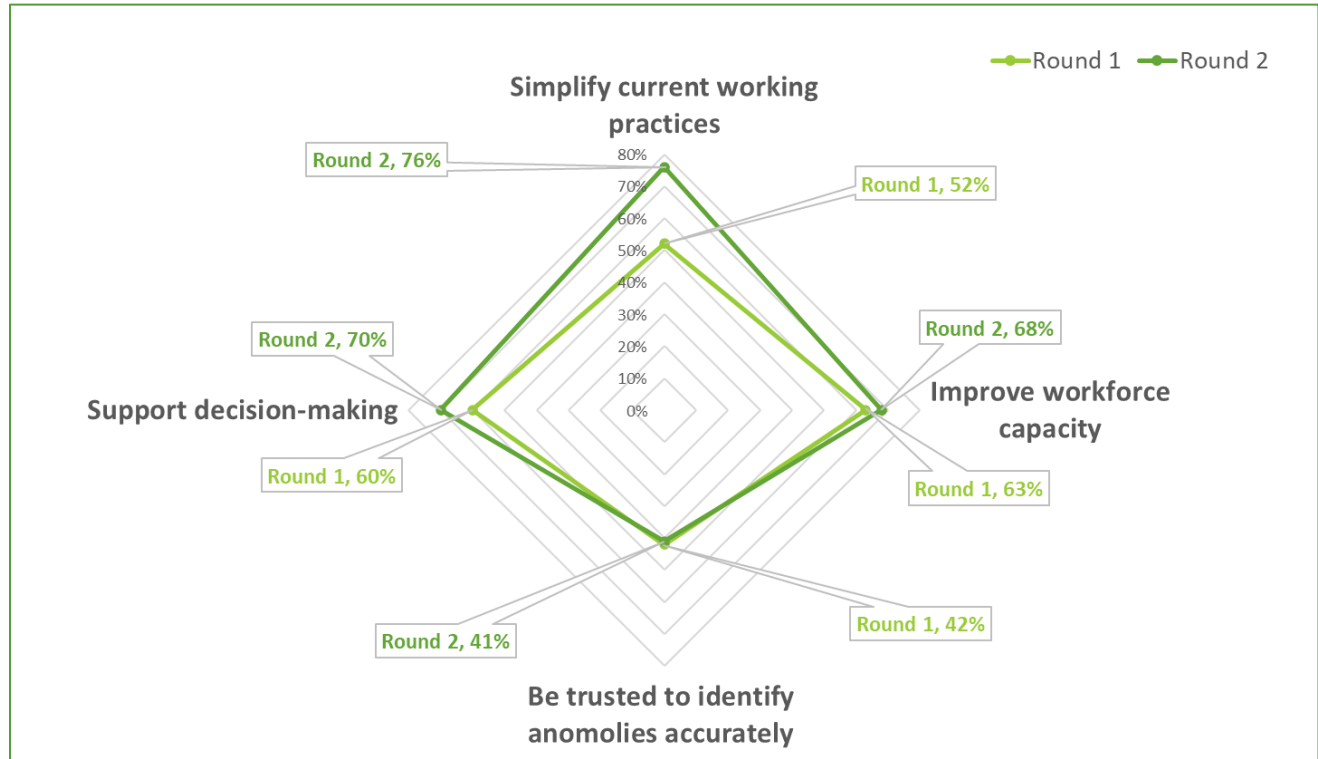 Round 1
Round 2
Simplify current working
practices
Round 2, 76%
Round 1, 52%
80%
70%
60%
50%
40%
30%
20%
10%
0%
Round 2, 70%
Round 2, 68%
Support decision-making
Improve workforce
capacity
Round 1, 60%
Round 1, 63%
Round 2, 41%
Round 1, 42%
Be trusted to identify
anomolies accurately